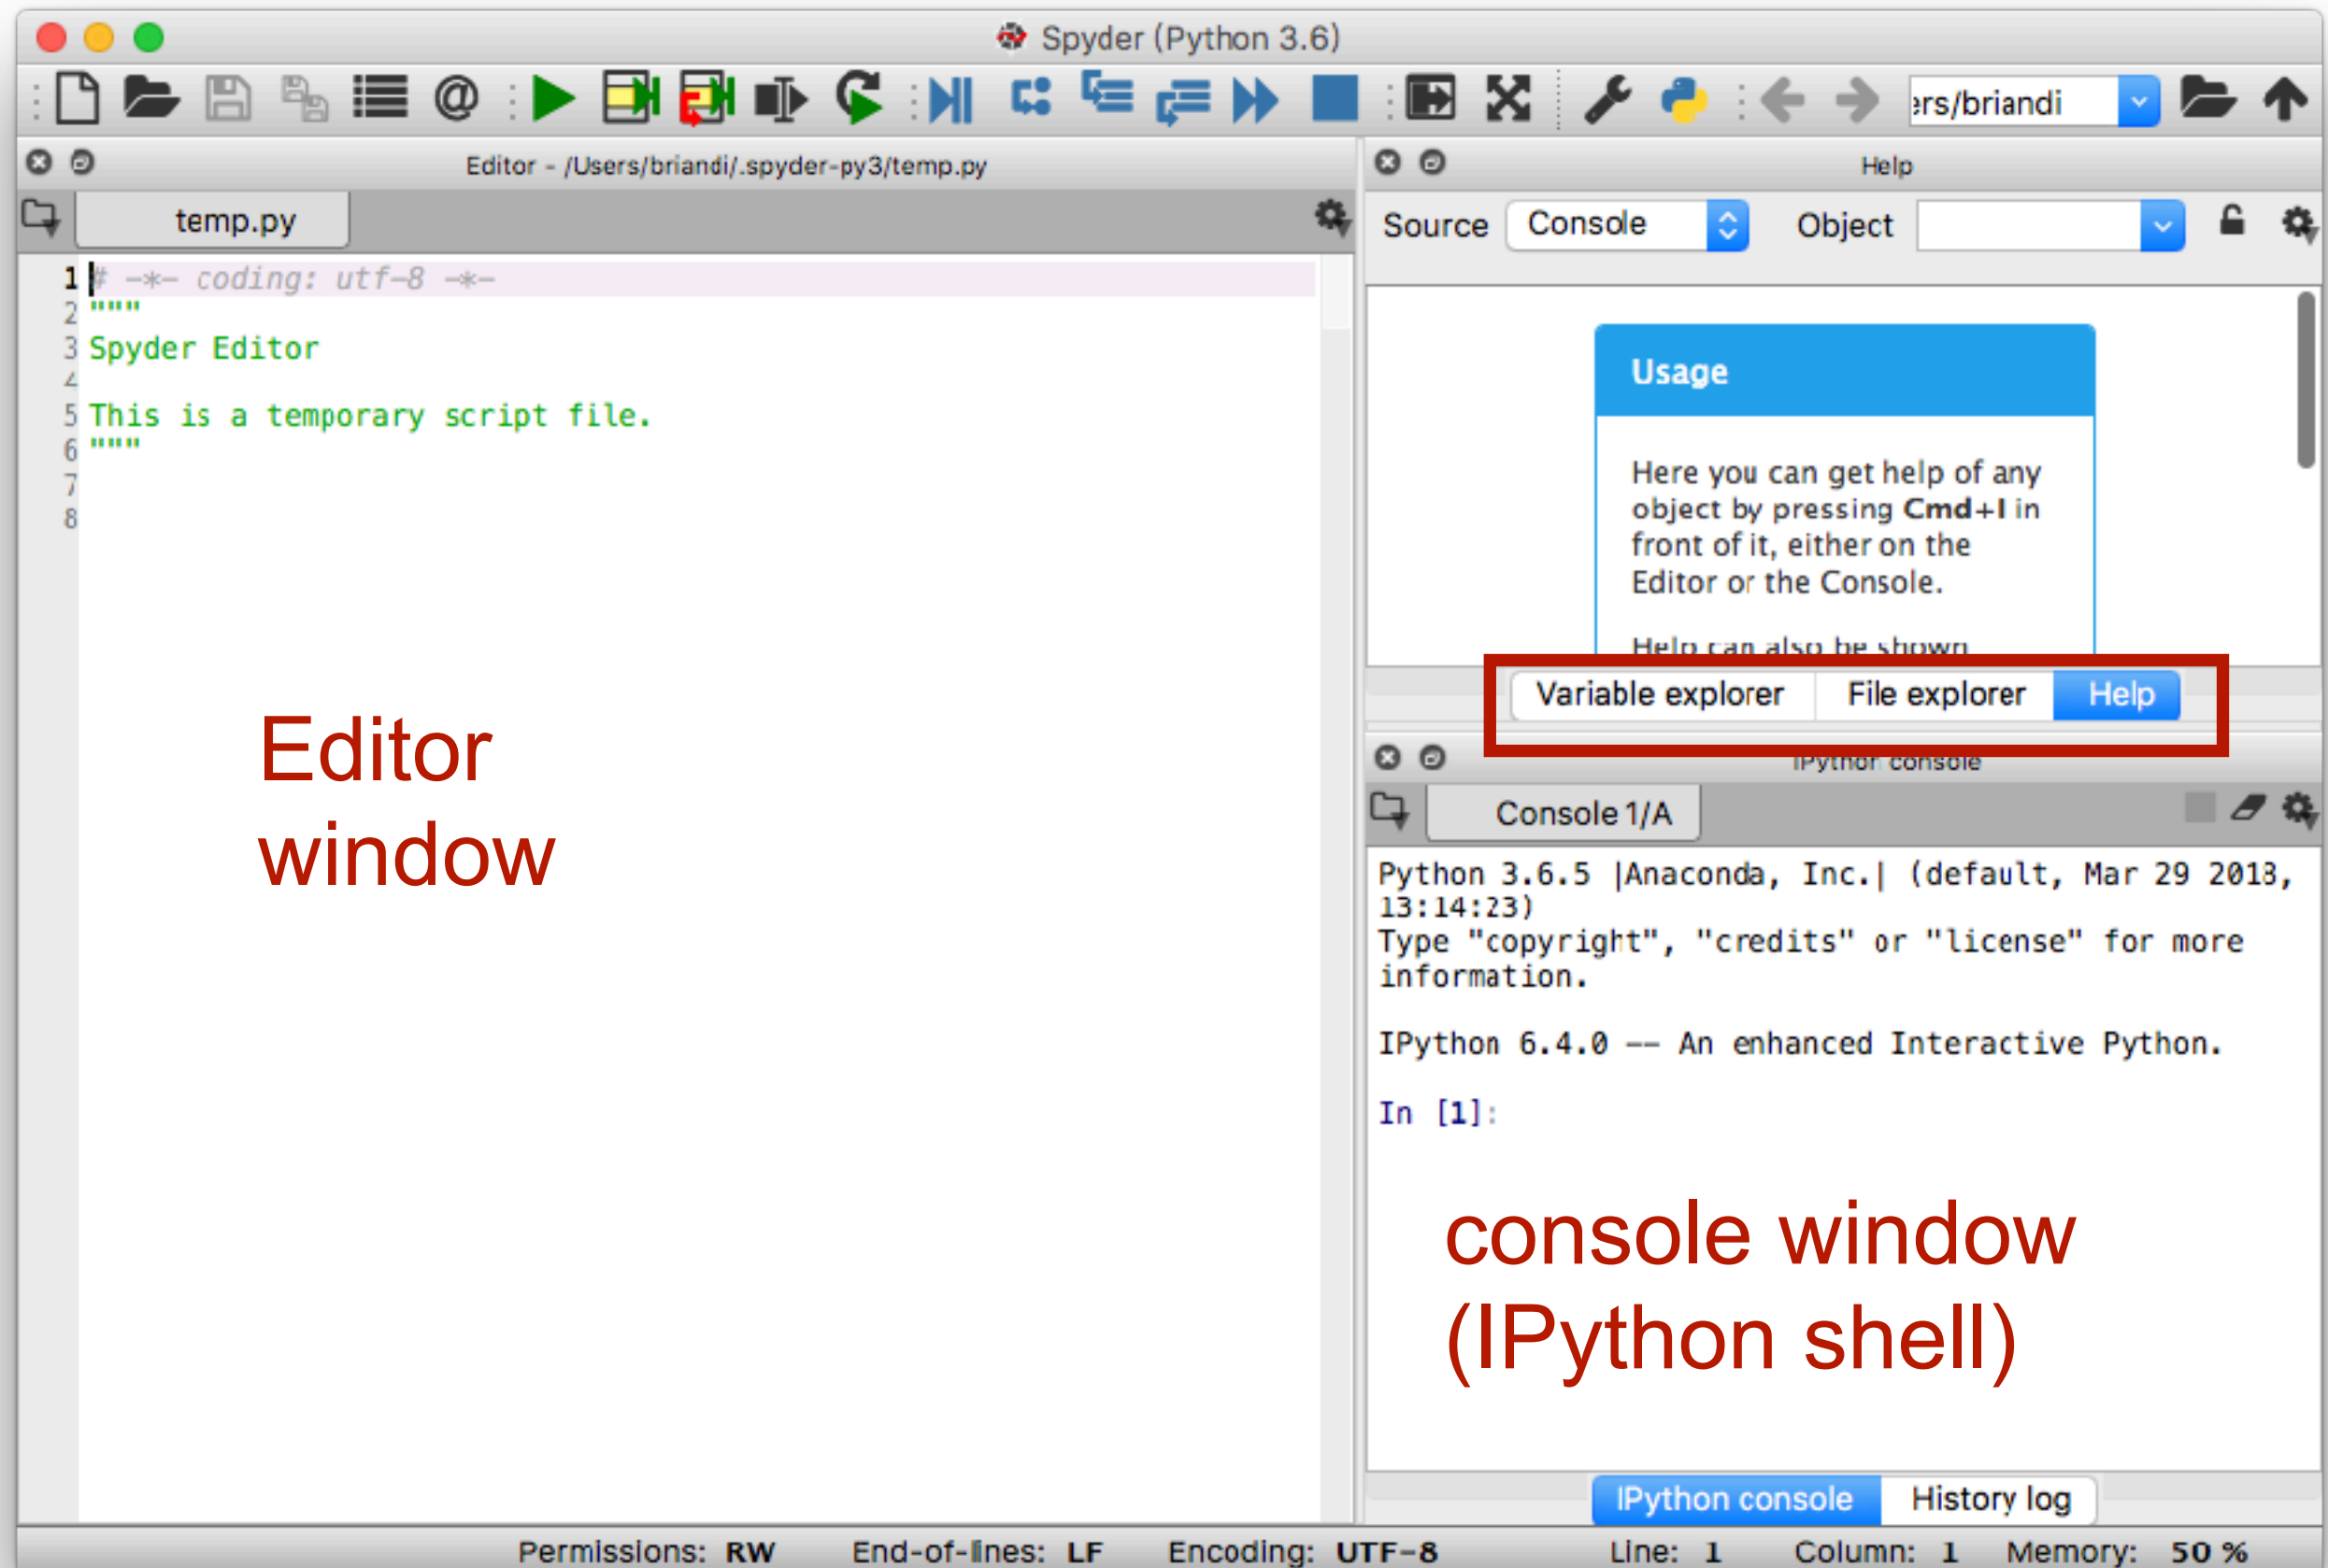 Spyder (Python 3.6)
@
ers/briandi
Editor - /Users/briandi/.spyder-py3/temp.py
temp.py
1 # -*- coding: utf-8 -*-
2 """
3 Spyder Editor
4
5 This is a temporary script file.
6 """
7
8
Editor
window
Help
Source Console Object
Usage
Here you can get help of any
object by pressing Cmd+I in
front of it, either on the
Editor or the Console.
Help can also be shown
Variable explorer File explorer Help
IPython console
Console 1/A
Python 3.6.5 |Anaconda, Inc.| (default, Mar 29 2018,
13:14:23)
Type "copyright", "credits" or "license" for more
information.
IPython 6.4.0 -- An enhanced Interactive Python.
In [1]:
console window
(IPython shell)
IPython console History log
Permissions: RW End-of-lines: LF Encoding: UTF-8 Line: 1 Column: 1 Memory: 50 %